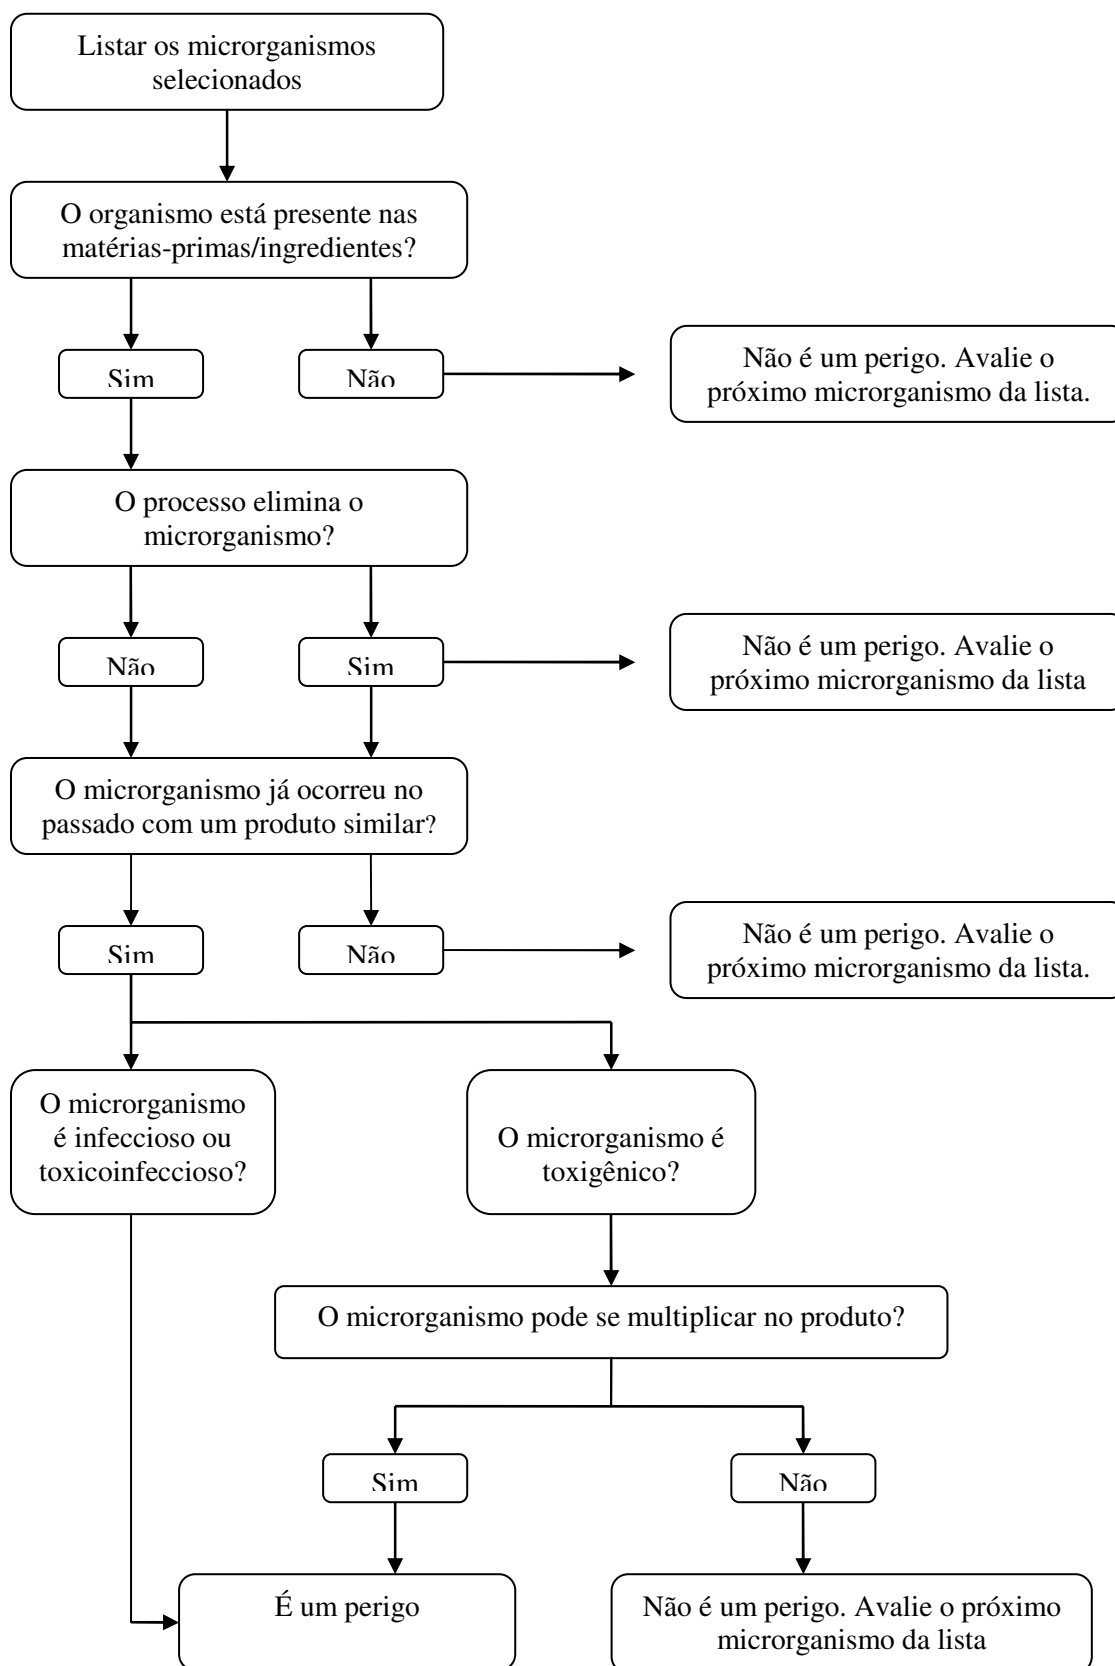 Listar os microrganismos
selecionados
O organismo está presente nas
matérias-primas/ingredientes?
Sim
Não
Não é um perigo. Avalie o
próximo microrganismo da lista.
O processo elimina o
microrganismo?
Não
Sim
Não é um perigo. Avalie o
próximo microrganismo da lista
O microrganismo já ocorreu no
passado com um produto similar?
Sim
Não
Não é um perigo. Avalie o
próximo microrganismo da lista.
O microrganismo
é infeccioso ou
toxicoinfeccioso?
O microrganismo é
toxigênico?
O microrganismo pode se multiplicar no produto?
Sim
Não
É um perigo
Não é um perigo. Avalie o próximo
microrganismo da lista